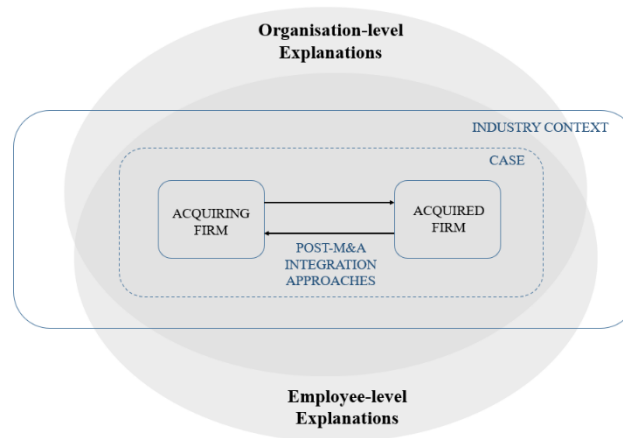 Organisation-level
Explanations
INDUSTRY CONTEXT
CASE
ACQUIRING
FIRM
ACQUIRED
FIRM
POST-M&A
INTEGRATION
APPROACHES
Employee-level
Explanations